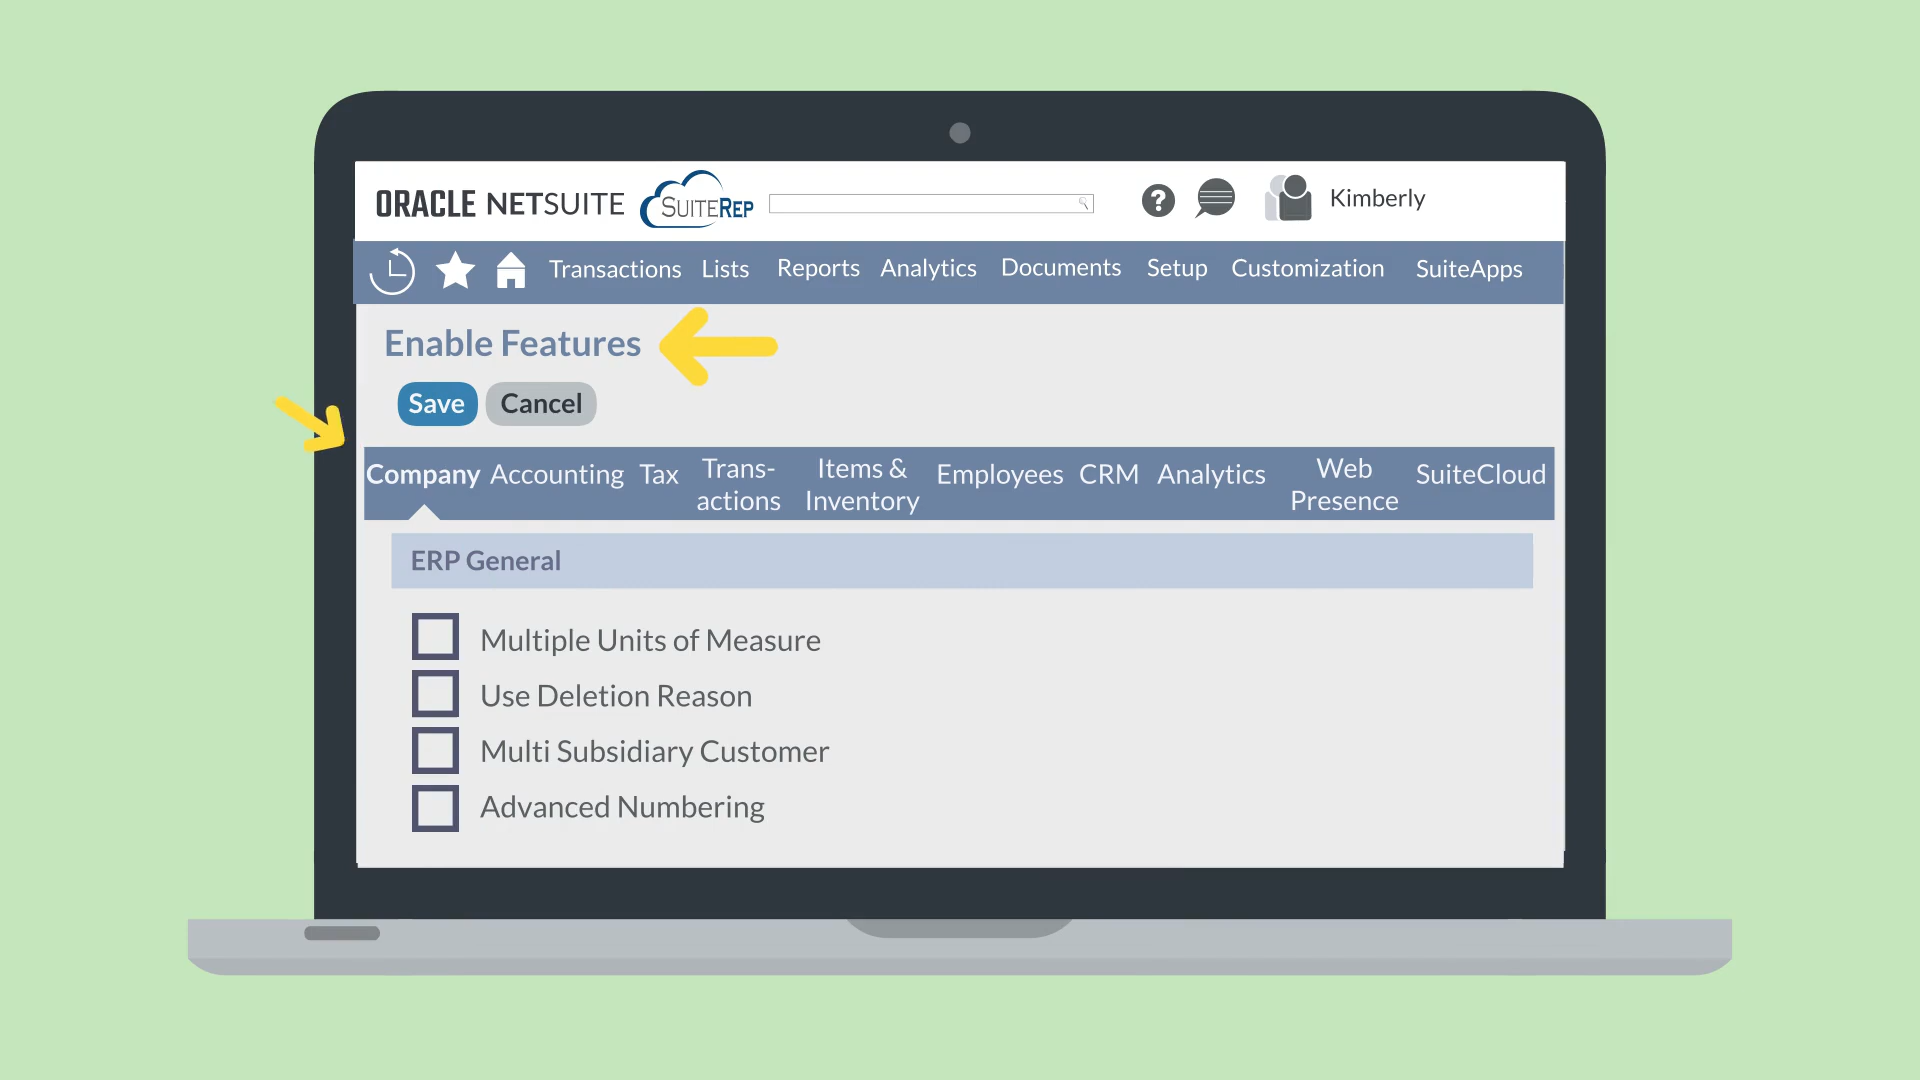 ORACLE NETSUITE SUITEREP
? Kimberly
Transactions Lists Reports Analytics Documents Setup Customization SuiteApps
Enable Features
Save Cancel
Company Accounting Tax Trans-actions Items & Inventory Employees CRM Analytics Web Presence SuiteCloud
ERP General
Multiple Units of Measure
Use Deletion Reason
Multi Subsidiary Customer
Advanced Numbering